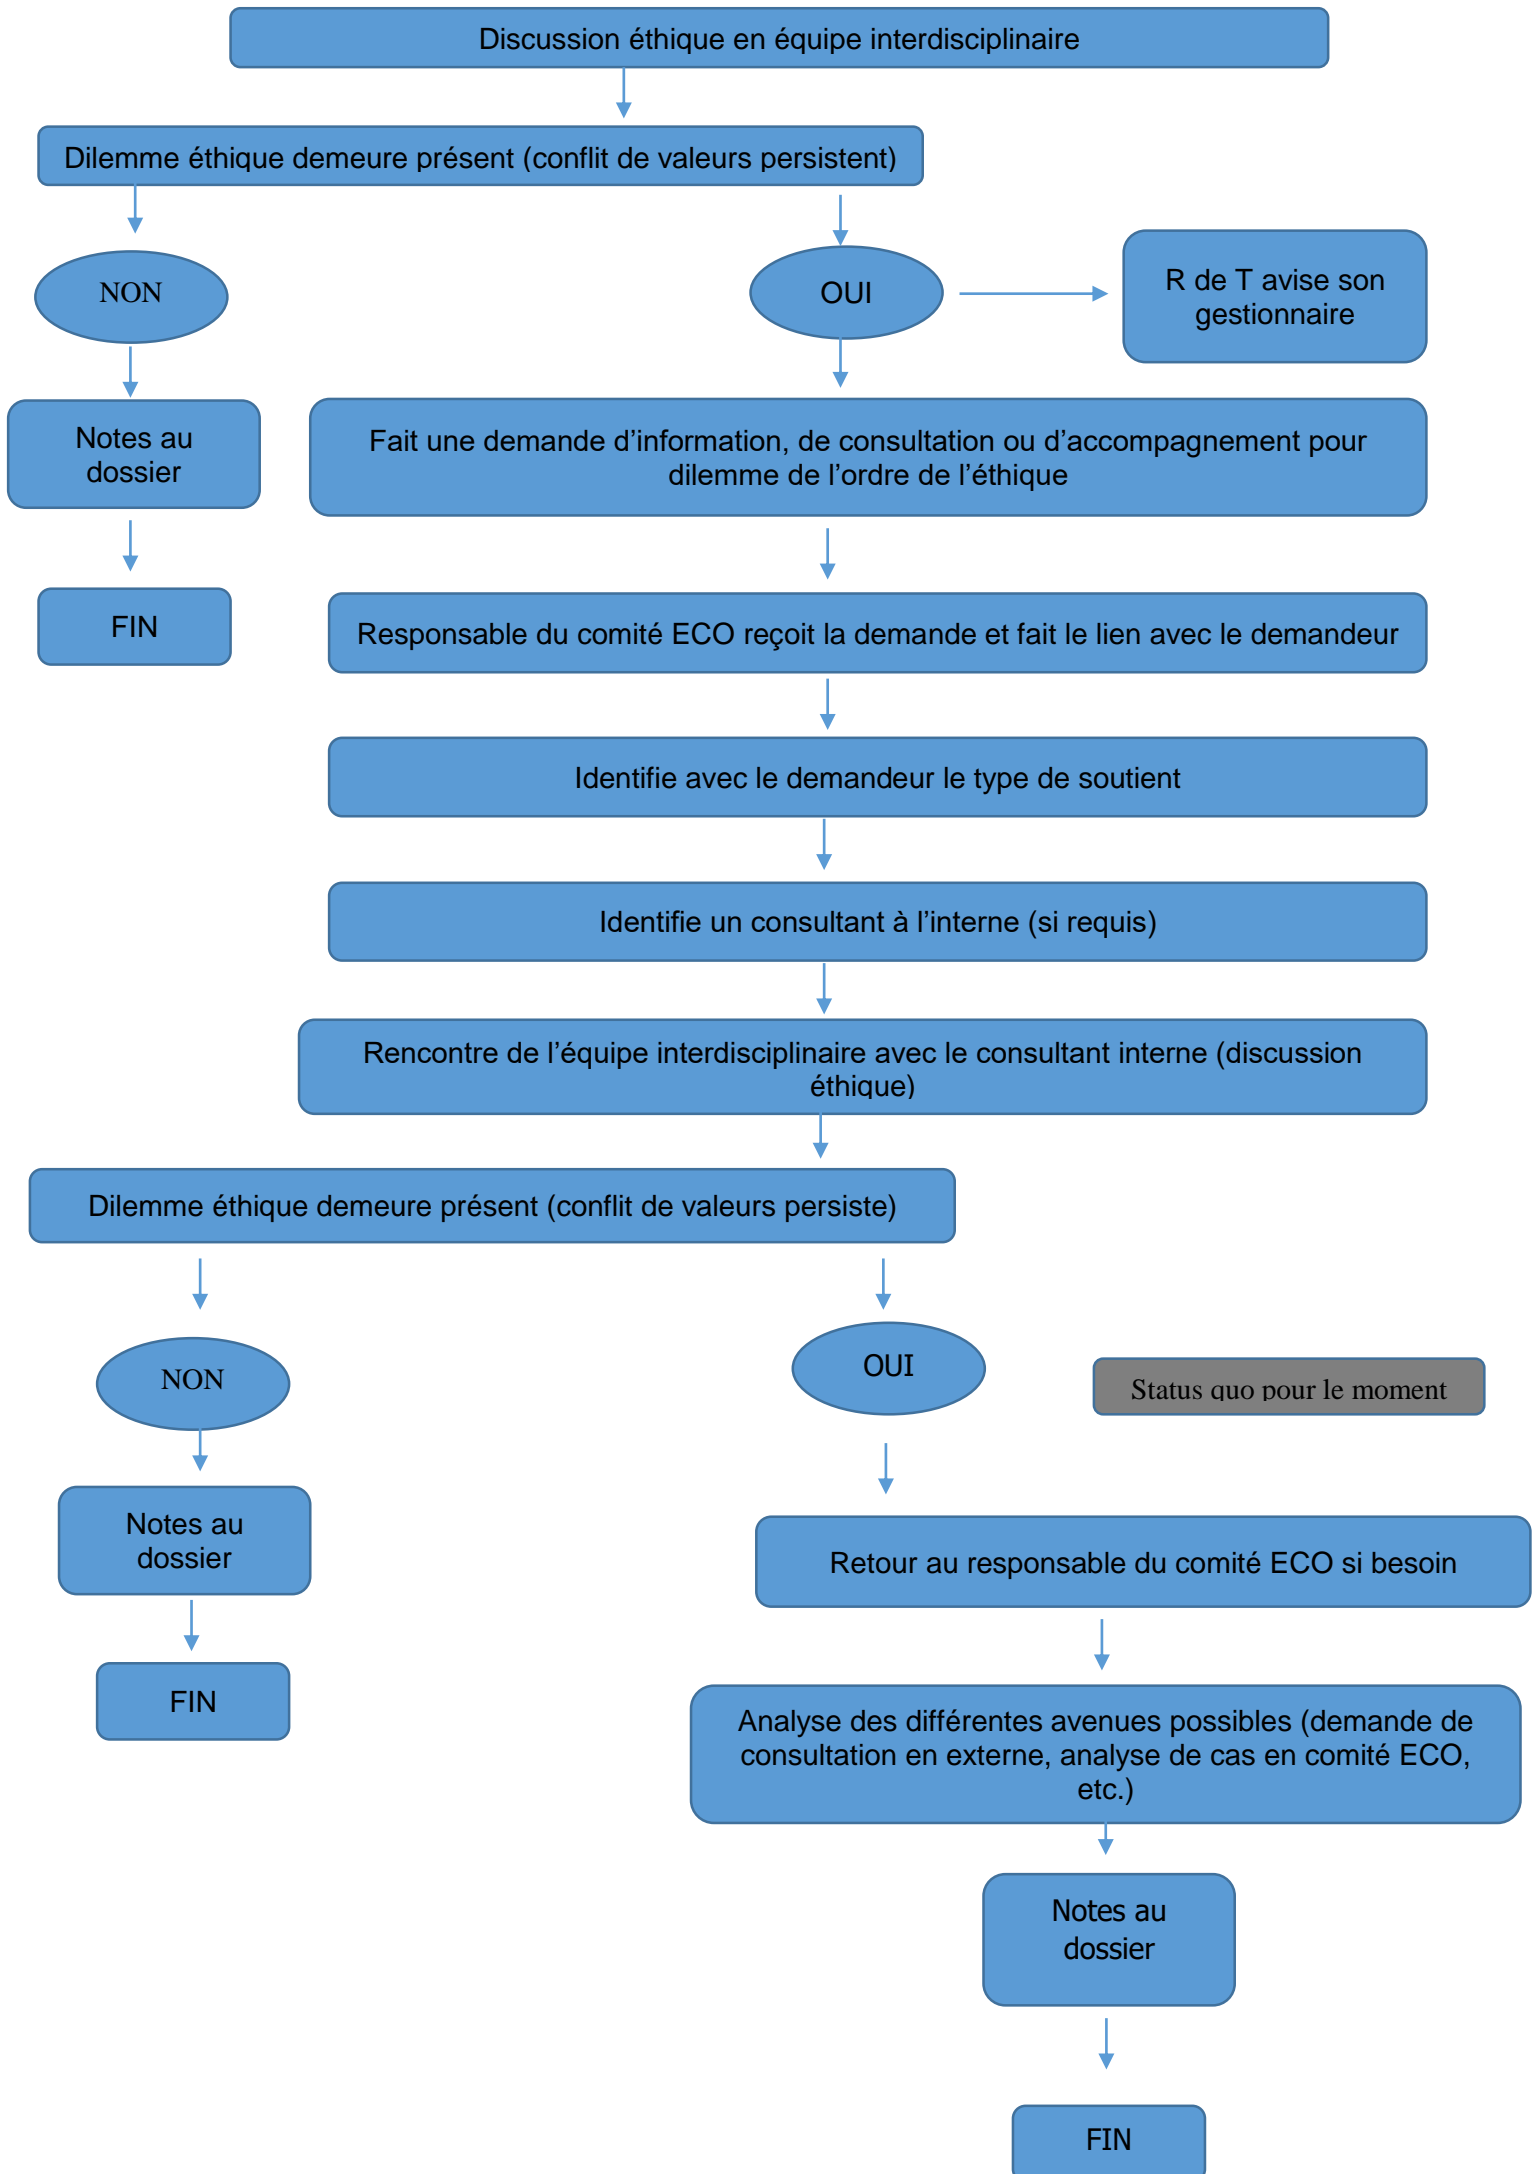 Discussion éthique en équipe interdisciplinaire
Dilemme éthique demeure présent (conflit de valeurs persistent)
NON
OUI
R de T avise son
gestionnaire
Notes au
dossier
Fait une demande d’information, de consultation ou d’accompagnement pour
dilemme de l’ordre de l’éthique
FIN
Responsable du comité ECO reçoit la demande et fait le lien avec le demandeur
Identifie avec le demandeur le type de soutient
Identifie un consultant à l’interne (si requis)
Rencontre de l’équipe interdisciplinaire avec le consultant interne (discussion
éthique)
Dilemme éthique demeure présent (conflit de valeurs persiste)
NON
OUI
Status quo pour le moment
Notes au
dossier
Retour au responsable du comité ECO si besoin
FIN
Analyse des différentes avenues possibles (demande de
consultation en externe, analyse de cas en comité ECO,
etc.)
Notes au
dossier
FIN